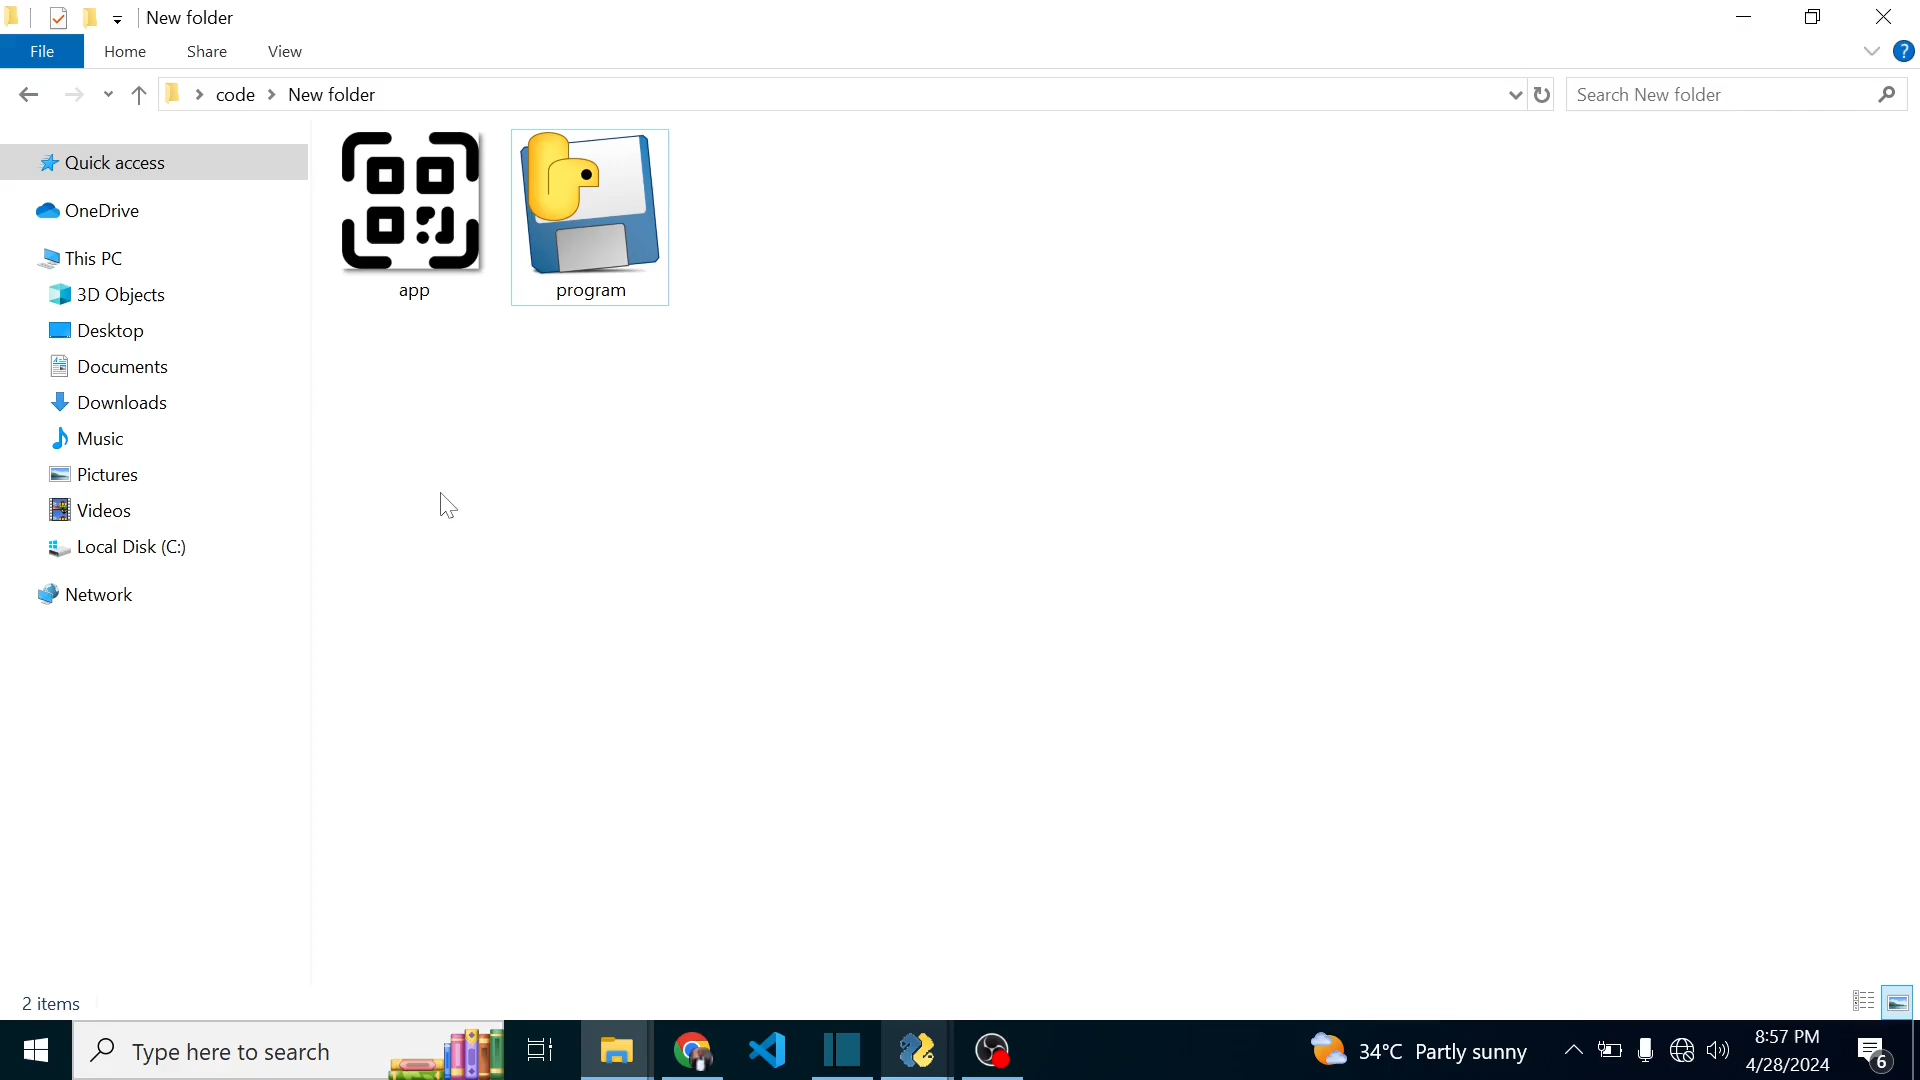 New folder
File Home Share View
?
code New folder
Search New folder
Quick access
OneDrive
This PC
3D Objects
Desktop
Documents
Downloads
Music
Pictures
Videos
Local Disk (C:)
Network
app
program
2 items
Type here to search
34°C Partly sunny
8:57 PM
4/28/2024
6